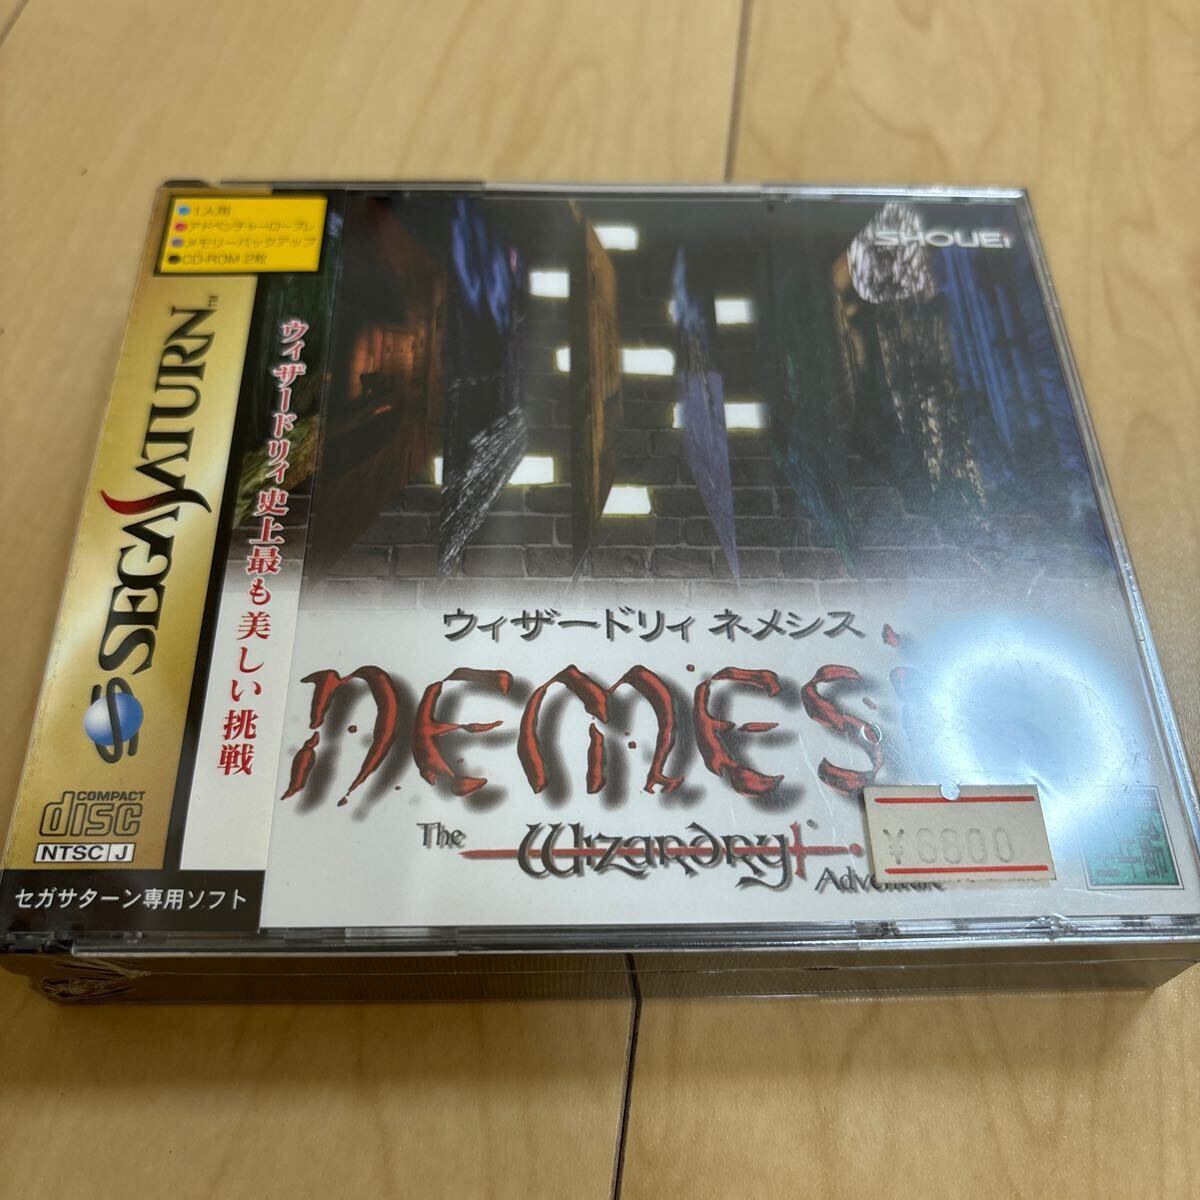 1人用
アドベンチャーロープレ
メモリーバックアップ
CD-ROM 2枚
SEGA SATURN™
ウィザードリィ史上最も美しい挑戦
SHOUEi
ウィザードリィ ネメシス
NEMES
The Wizardry
Adventure
¥6800
COMPACT
disc
NTSC J
セガサターン専用ソフト